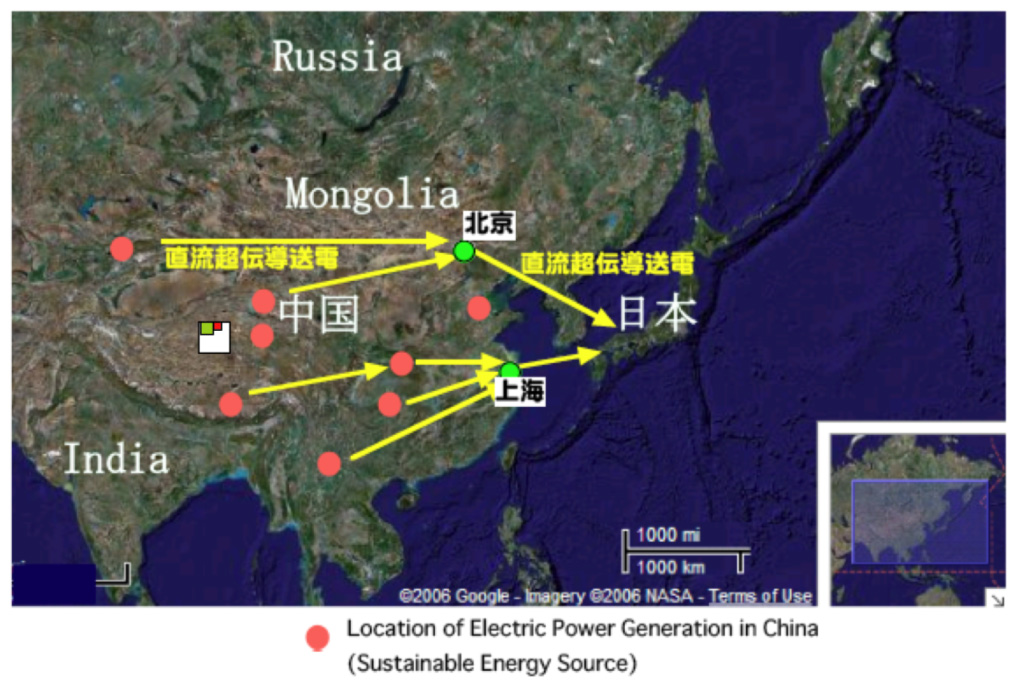 Russia
Mongolia
北京
直流超伝導送電
直流超伝導送電
中国
日本
上海
India
1000 mi
1000 km
©2006 Google - Imagery ©2006 NASA - Terms of Use
Location of Electric Power Generation in China
(Sustainable Energy Source)